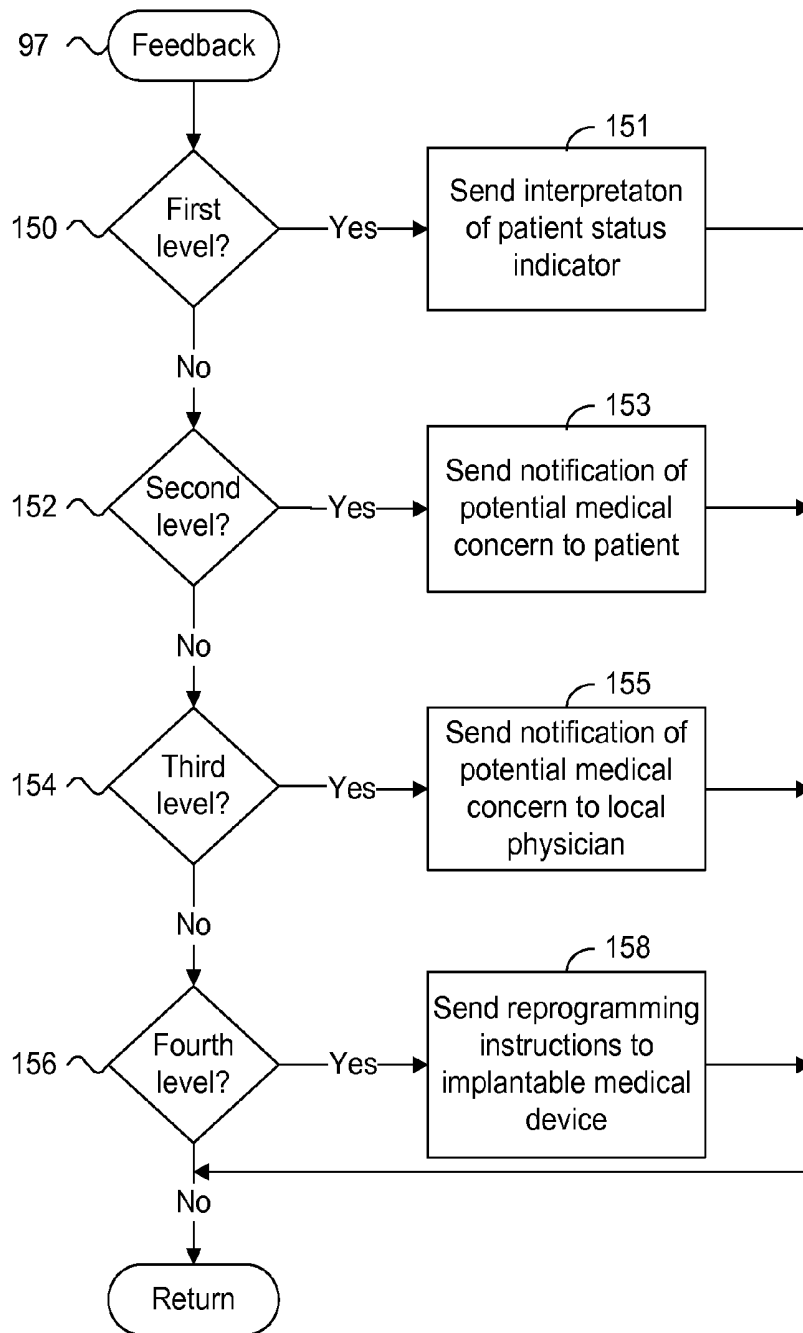 97
Feedback
151
150
First
level?
Yes
Send interpretaton
of patient status
indicator
No
153
152
Second
level?
Yes
Send notification of
potential medical
concern to patient
No
155
154
Third
level?
Yes
Send notification of
potential medical
concern to local
physician
No
158
156
Fourth
level?
Yes
Send reprogramming
instructions to
implantable medical
device
No
Return